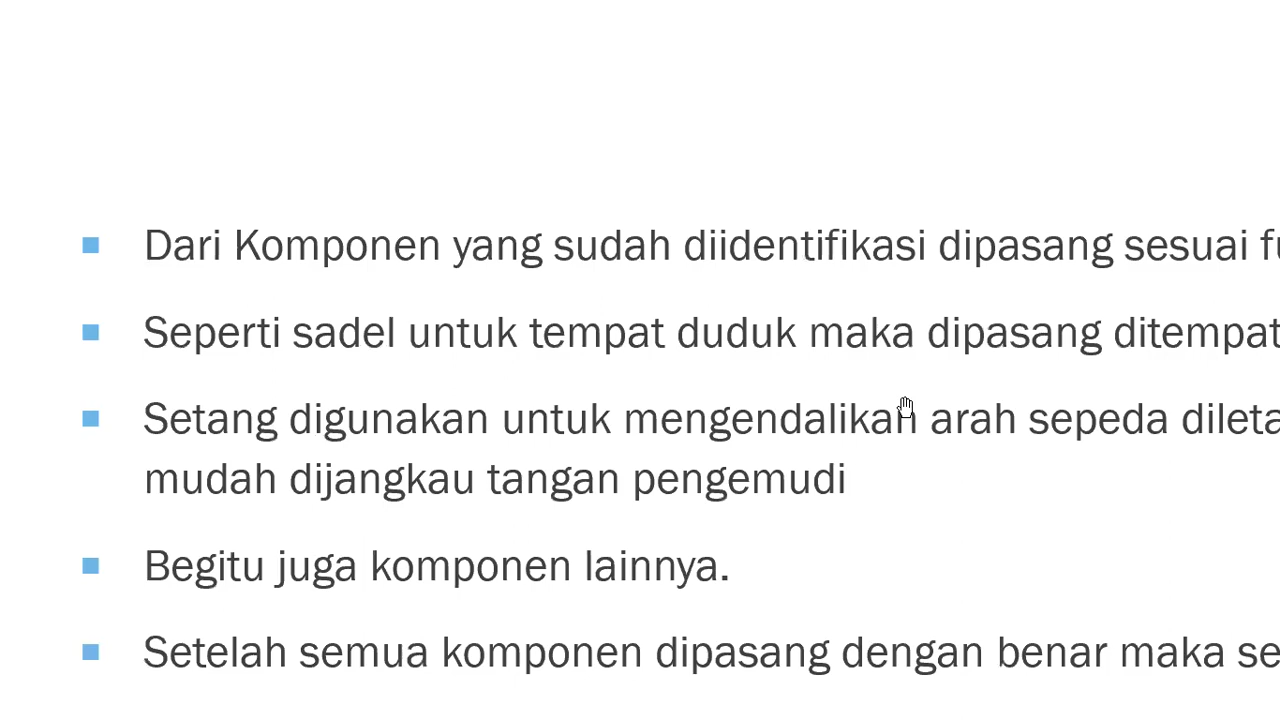 Dari Komponen yang sudah diidentifikasi dipasang sesuai
Seperti sadel untuk tempat duduk maka dipasang ditempat
Setang digunakan untuk mengendalikan arah sepeda
mudah dijangkau tangan pengemudi
Begitu juga komponen lainnya.
Setelah semua komponen dipasang dengan benar maka